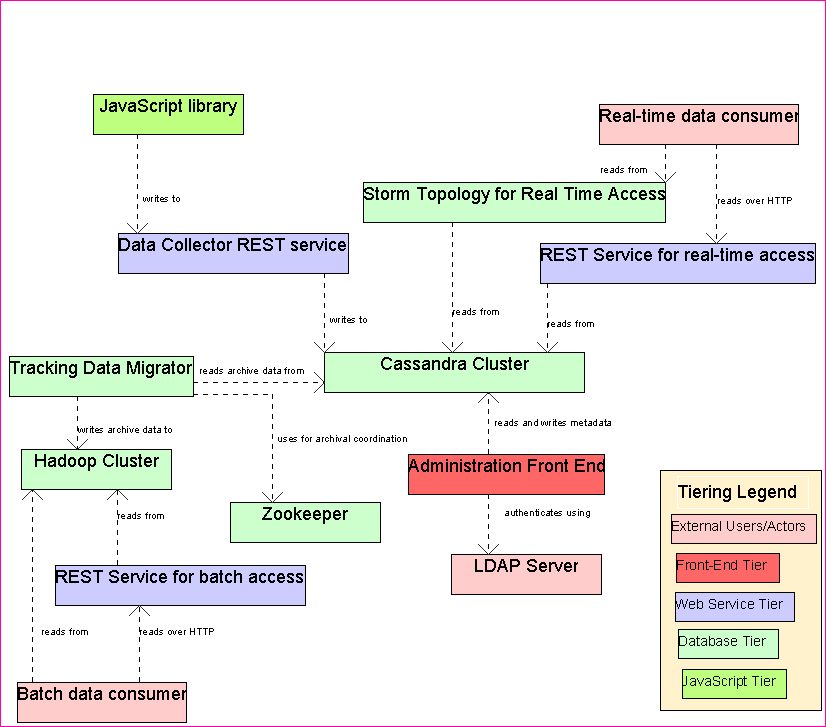 JavaScript library
Real-time data consumer
reads from
Storm Topology for Real Time Access
writes to
reads over HTTP
Data Collector REST service
REST Service for real-time access
writes to
reads from
reads from
Tracking Data Migrator
reads archive data from
Cassandra Cluster
writes archive data to
uses for archival coordination
reads and writes metadata
Hadoop Cluster
Administration Front End
Tiering Legend
reads from
Zookeeper
authenticates using
External Users/Actors
LDAP Server
Front-End Tier
REST Service for batch access
Web Service Tier
reads from
reads over HTTP
Database Tier
Batch data consumer
JavaScript Tier